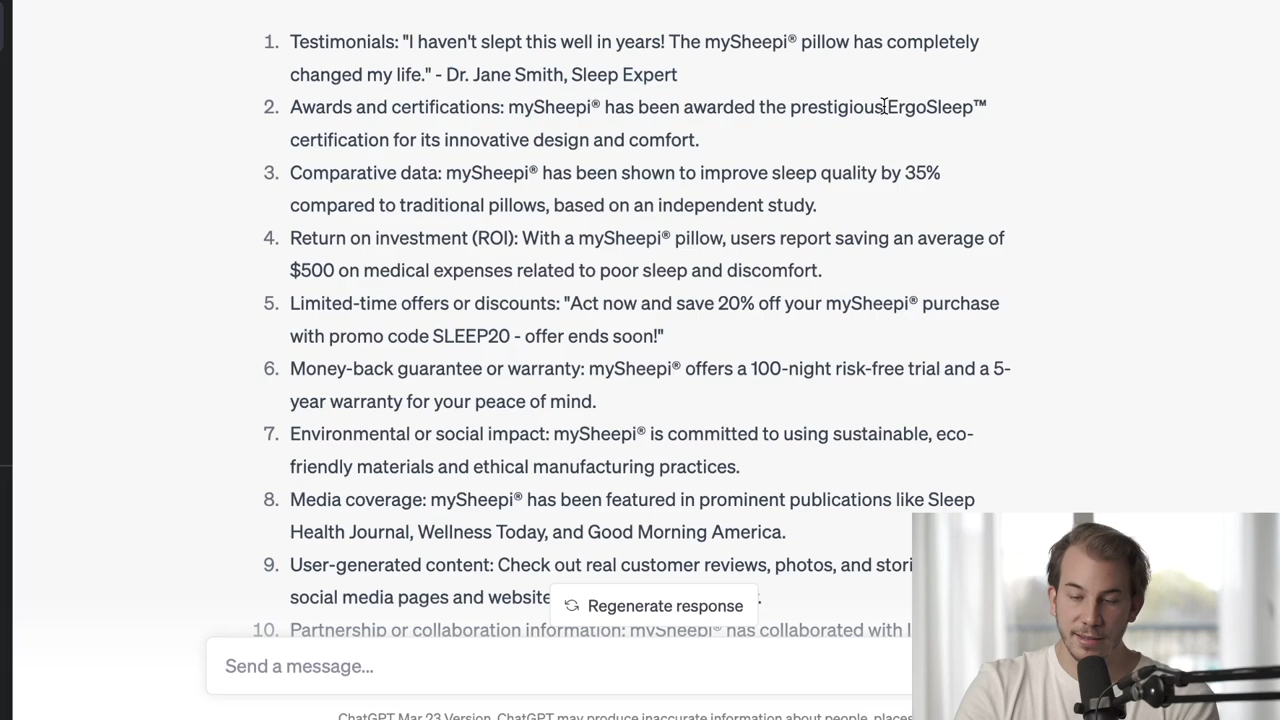 1. Testimonials: "I haven't slept this well in years! The mySheepi® pillow has completely
changed my life." - Dr. Jane Smith, Sleep Expert
2. Awards and certifications: mySheepi® has been awarded the prestigious ErgoSleep™
certification for its innovative design and comfort.
3. Comparative data: mySheepi® has been shown to improve sleep quality by 35%
compared to traditional pillows, based on an independent study.
4. Return on investment (ROI): With a mySheepi® pillow, users report saving an average of
$500 on medical expenses related to poor sleep and discomfort.
5. Limited-time offers or discounts: "Act now and save 20% off your mySheepi® purchase
with promo code SLEEP20 - offer ends soon!"
6. Money-back guarantee or warranty: mySheepi® offers a 100-night risk-free trial and a 5-
year warranty for your peace of mind.
7. Environmental or social impact: mySheepi® is committed to using sustainable, eco-
friendly materials and ethical manufacturing practices.
8. Media coverage: mySheepi® has been featured in prominent publications like Sleep
Health Journal, Wellness Today, and Good Morning America.
9. User-generated content: Check out real customer reviews, photos, and
social media pages and website
Regenerate response
10. Partnership or collaboration information: mySheepi® has collaborated with
Send a message...
ChatGPT Mar 23 Version. ChatGPT may produce inaccurate information about people, places